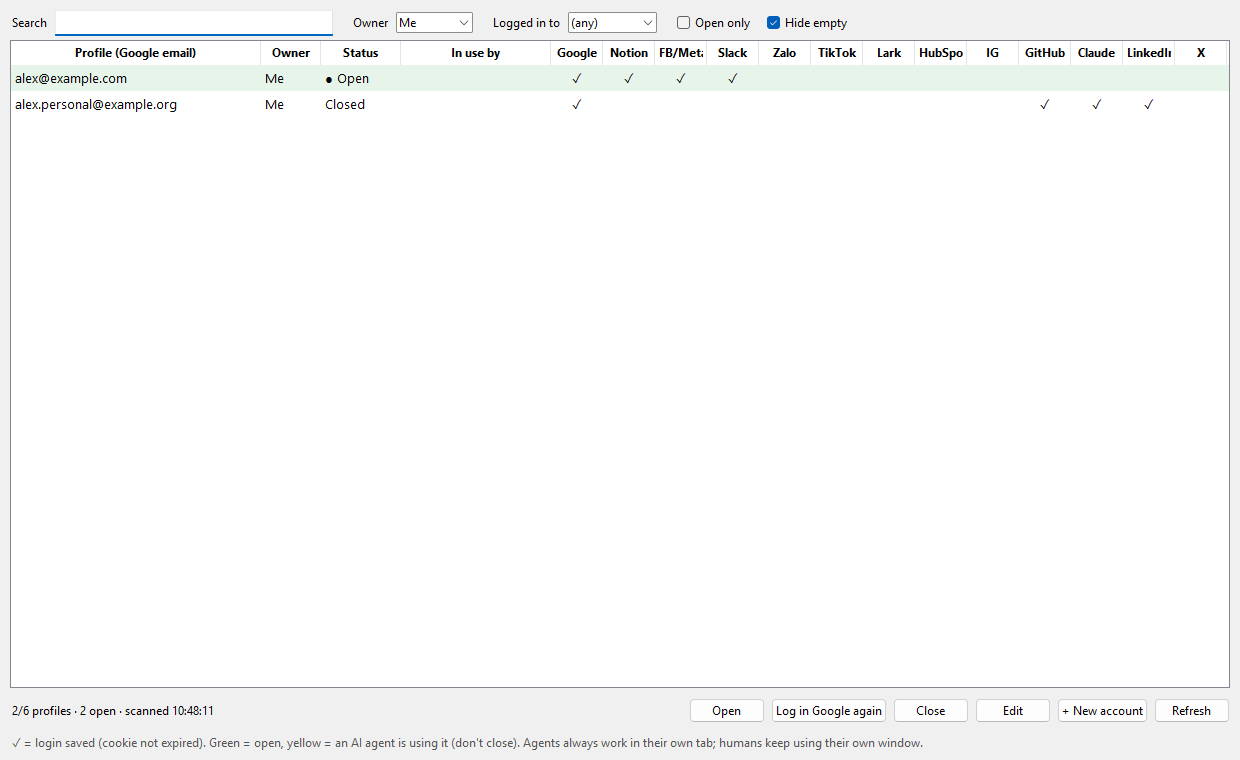 Search Owner Me Logged in to (any) Open only Hide empty
Profile (Google email) Owner Status In use by Google Notion FB/Meta Slack Zalo TikTok Lark HubSpo IG GitHub Claude LinkedIn X
alex@example.com Me ● Open ✓ ✓ ✓ ✓
alex.personal@example.org Me Closed ✓ ✓ ✓ ✓
2/6 profiles · 2 open · scanned 10:48:11 Open Log in Google again Close Edit + New account Refresh
✓ = login saved (cookie not expired). Green = open, yellow = an AI agent is using it (don't close). Agents always work in their own tab; humans keep using their own window.